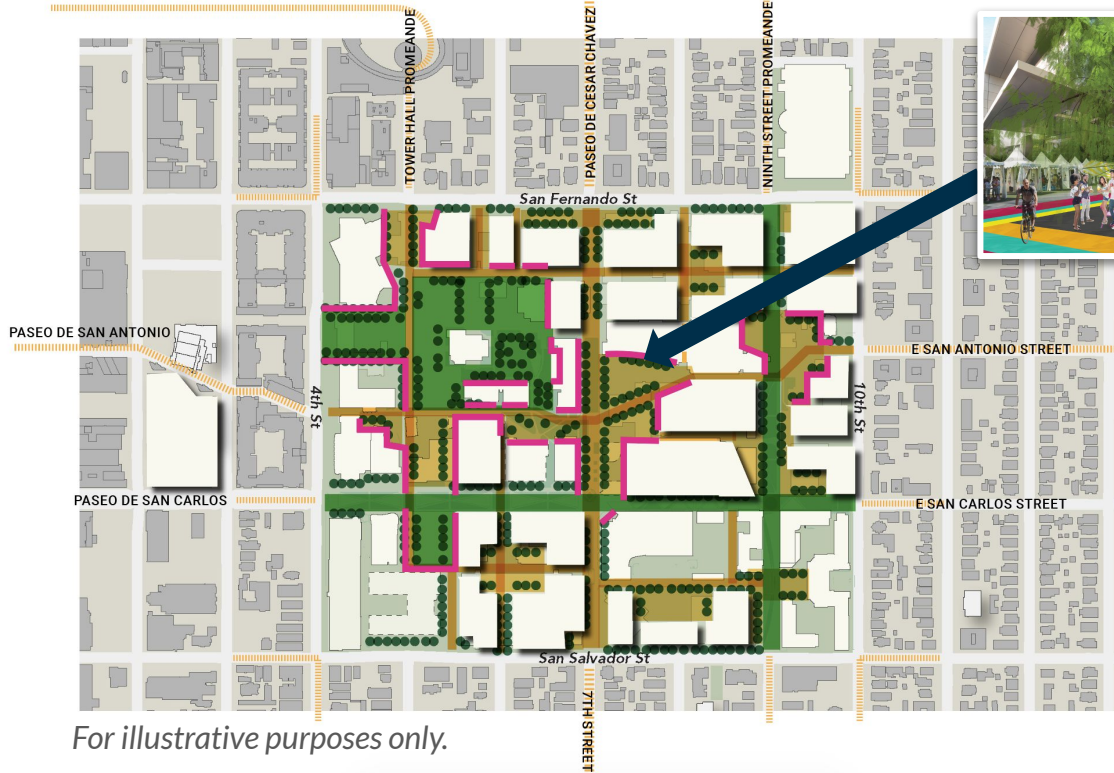 TOWER HALL PROMEANDE
PASEO DE CESAR CHAVEZ
NINTH STREET PROMEANDE
San Fernando St
PASEO DE SAN ANTONIO
E SAN ANTONIO STREET
4th St
10th St
PASEO DE SAN CARLOS
E SAN CARLOS STREET
San Salvador St
7TH STREET
For illustrative purposes only.